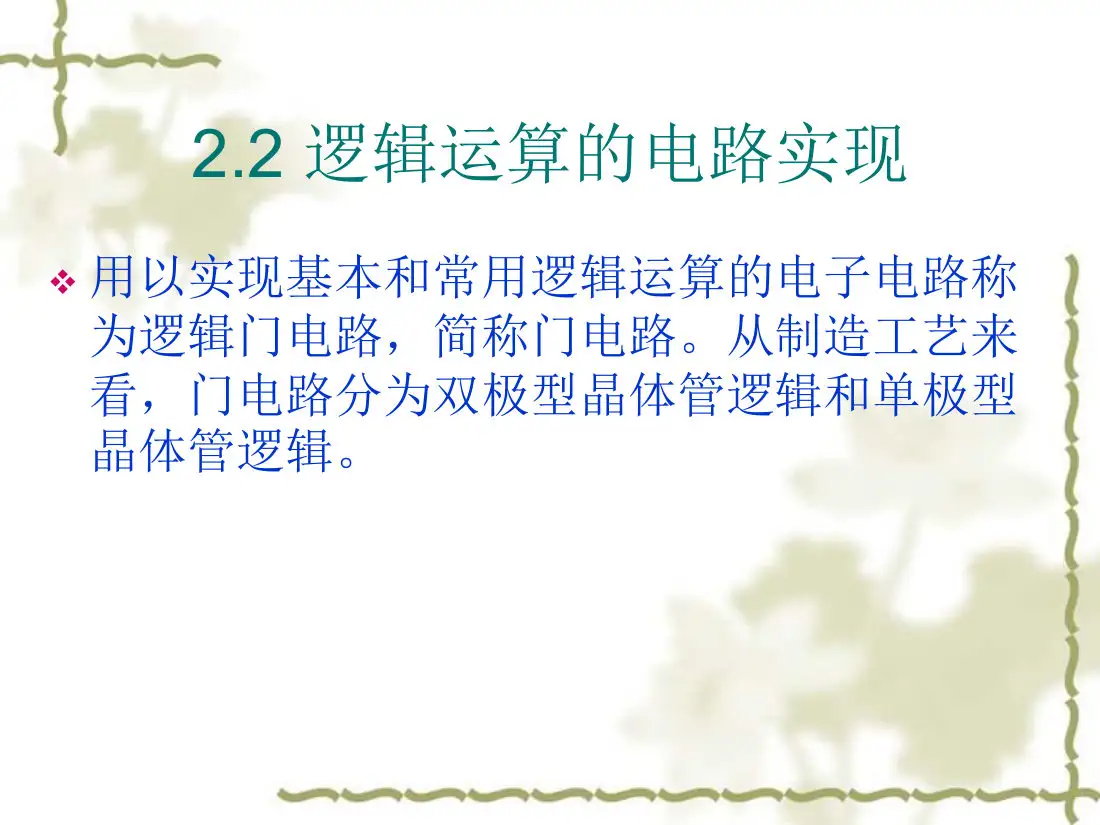 2.2 逻辑运算的电路实现
用以实现基本和常用逻辑运算的电子电路称
为逻辑门电路，简称门电路。从制造工艺来
看，门电路分为双极型晶体管逻辑和单极型
晶体管逻辑。